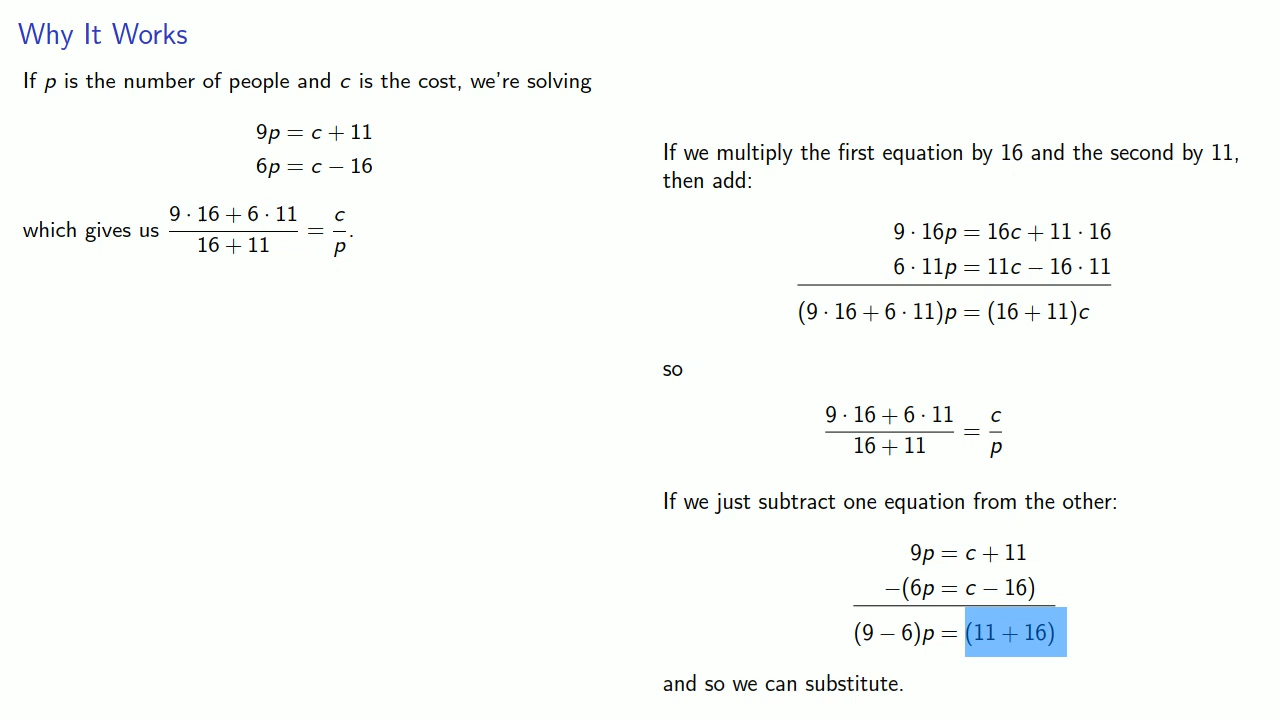 Why It Works
If p is the number of people and c is the cost, we're solving
9p = c + 11
6p = c − 16
which gives us (9 · 16 + 6 · 11)/(16 + 11) = c/p.
If we multiply the first equation by 16 and the second by 11,
then add:
9 · 16p = 16c + 11 · 16
6 · 11p = 11c − 16 · 11
(9 · 16 + 6 · 11)p = (16 + 11)c
so
(9 · 16 + 6 · 11)/(16 + 11) = c/p
If we just subtract one equation from the other:
9p = c + 11
−(6p = c − 16)
(9 − 6)p = (11 + 16)
and so we can substitute.